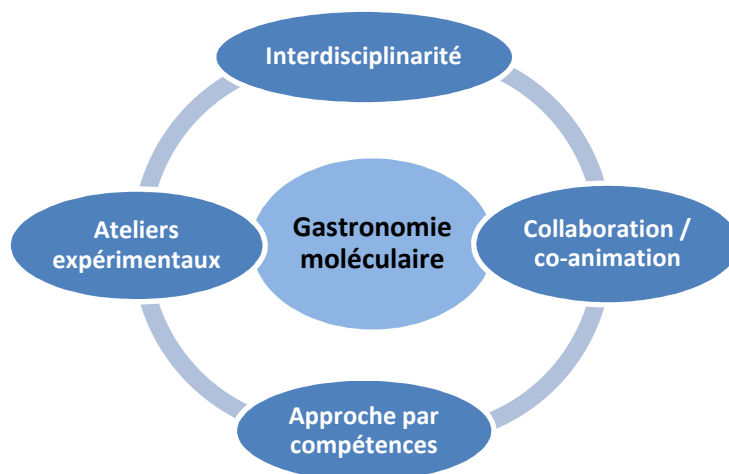 Interdisciplinarité
Ateliers
expérimentaux
Gastronomie
moléculaire
Collaboration /
co-animation
Approche par
compétences